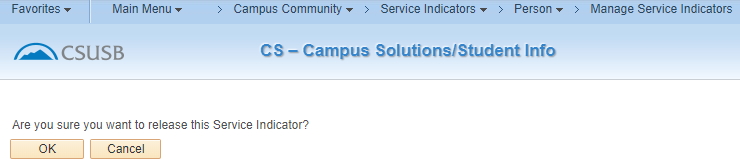 Favorites Main Menu > Campus Community > Service Indicators > Person > Manage Service Indicators
CSUSB
CS – Campus Solutions/Student Info
Are you sure you want to release this Service Indicator?
OK Cancel